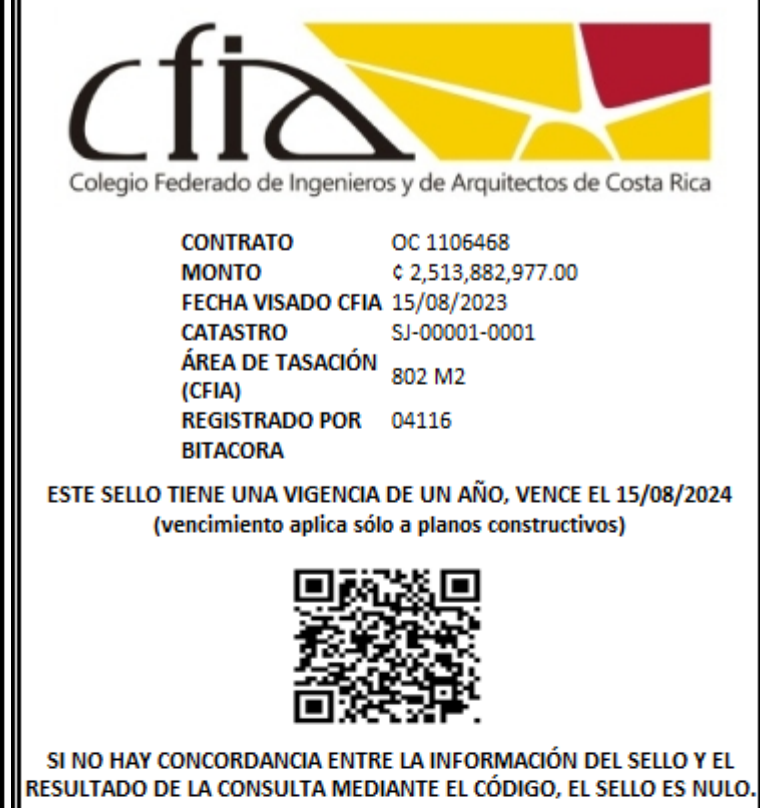 cfia
Colegio Federado de Ingenieros y de Arquitectos de Costa Rica
CONTRATO OC 1106468
MONTO ¢ 2,513,882,977.00
FECHA VISADO CFIA 15/08/2023
CATASTRO SJ-00001-0001
ÁREA DE TASACIÓN
(CFIA) 802 M2
REGISTRADO POR 04116
BITACORA
ESTE SELLO TIENE UNA VIGENCIA DE UN AÑO, VENCE EL 15/08/2024
(vencimiento aplica sólo a planos constructivos)
SI NO HAY CONCORDANCIA ENTRE LA INFORMACIÓN DEL SELLO Y EL
RESULTADO DE LA CONSULTA MEDIANTE EL CÓDIGO, EL SELLO ES NULO.